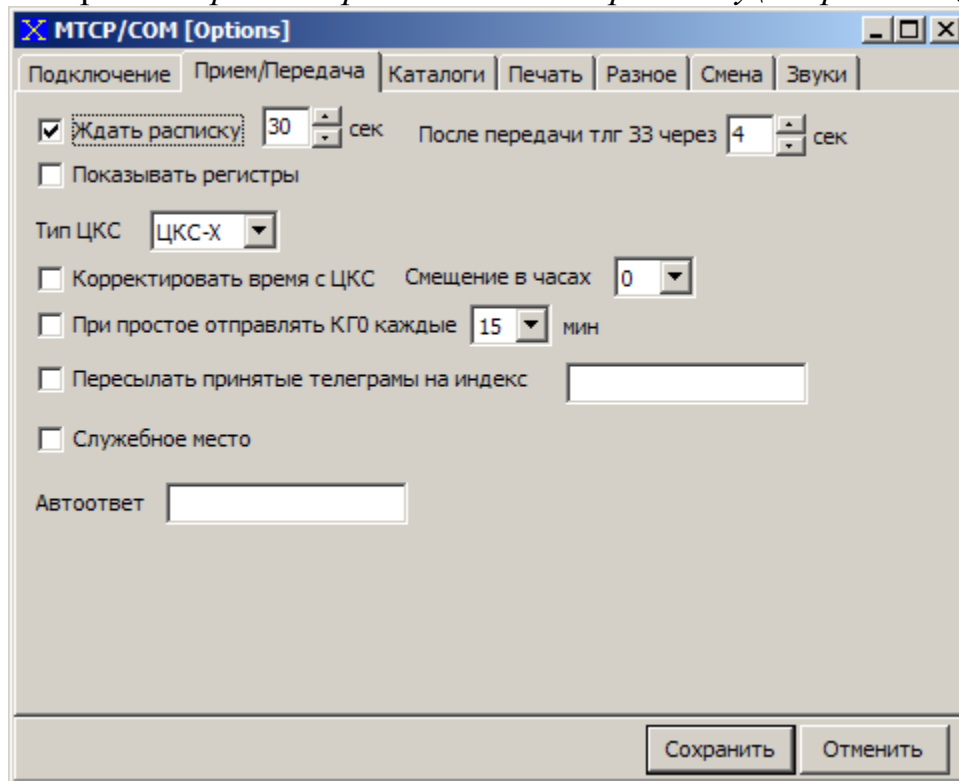 MTCP/COM [Options]
Подключение Прием/Передача Каталоги Печать Разное Смена Звуки
Ждать расписку 30 сек После передачи тлг ЗЗ через 4 сек
Показывать регистры
Тип ЦКС ЦКС-Х
Корректировать время с ЦКС Смещение в часах 0
При простое отправлять КГ0 каждые 15 мин
Пересылать принятые телеграмы на индекс
Служебное место
Автоответ
Сохранить Отменить